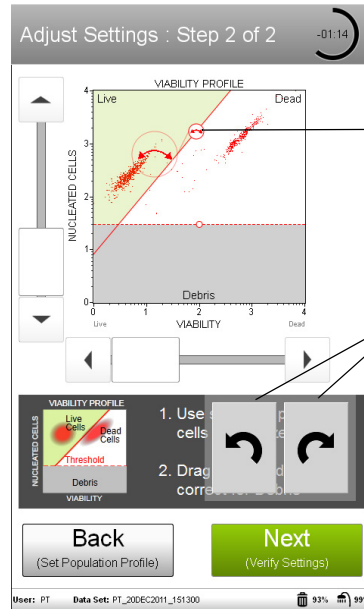 Adjust Settings : Step 2 of 2
-01:14
VIABILITY PROFILE
Live
Dead
NUCLEATED CELLS
4
3
2
1
0
Debris
0 1 2 3 4
Live
VIABILITY
Dead
VIABILITY PROFILE
NUCLEATED CELLS
Live
Cells
Dead
Cells
Threshold
Debris
VIABILITY
1. Use
cells
2. Drag
Debris
Back
(Set Population Profile)
Next
(Verify Settings)
User: PT Data Set: PT_20DEC2011_151300 93%